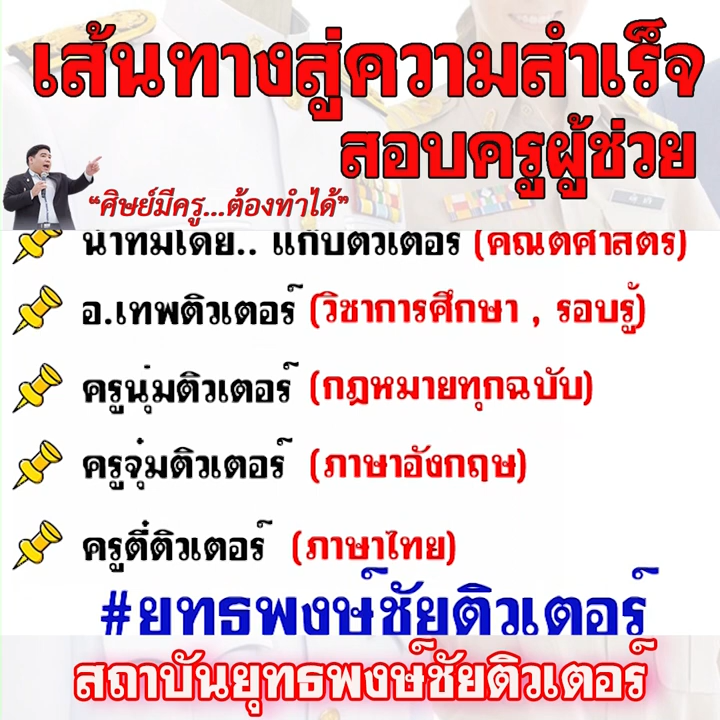 เส้นทางสู่ความสำเร็จ
สอบครูผู้ช่วย
“ศิษย์มีครู...ต้องทำได้”
นำทีมโดย.. (คณิตศาสตร์)
อ.เทพติวเตอร์ (วิชาการศึกษา , รอบรู้)
ครูนุ่มติวเตอร์ (กฎหมายทุกฉบับ)
ครูจุ๋มติวเตอร์ (ภาษาอังกฤษ)
ครูตี๋ติวเตอร์ (ภาษาไทย)
#ยุทธพงษ์ชัยติวเตอร์
สถาบันยุทธพงษ์ชัยติวเตอร์